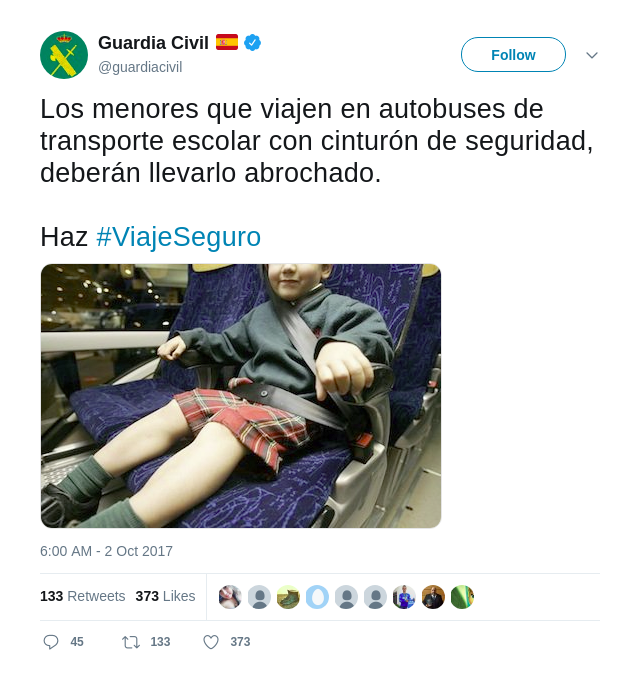 Guardia Civil
@guardiacivil
Follow
Los menores que viajen en autobuses de
transporte escolar con cinturón de seguridad,
deberán llevarlo abrochado.
Haz #ViajeSeguro
6:00 AM - 2 Oct 2017
133 Retweets 373 Likes
45 133 373